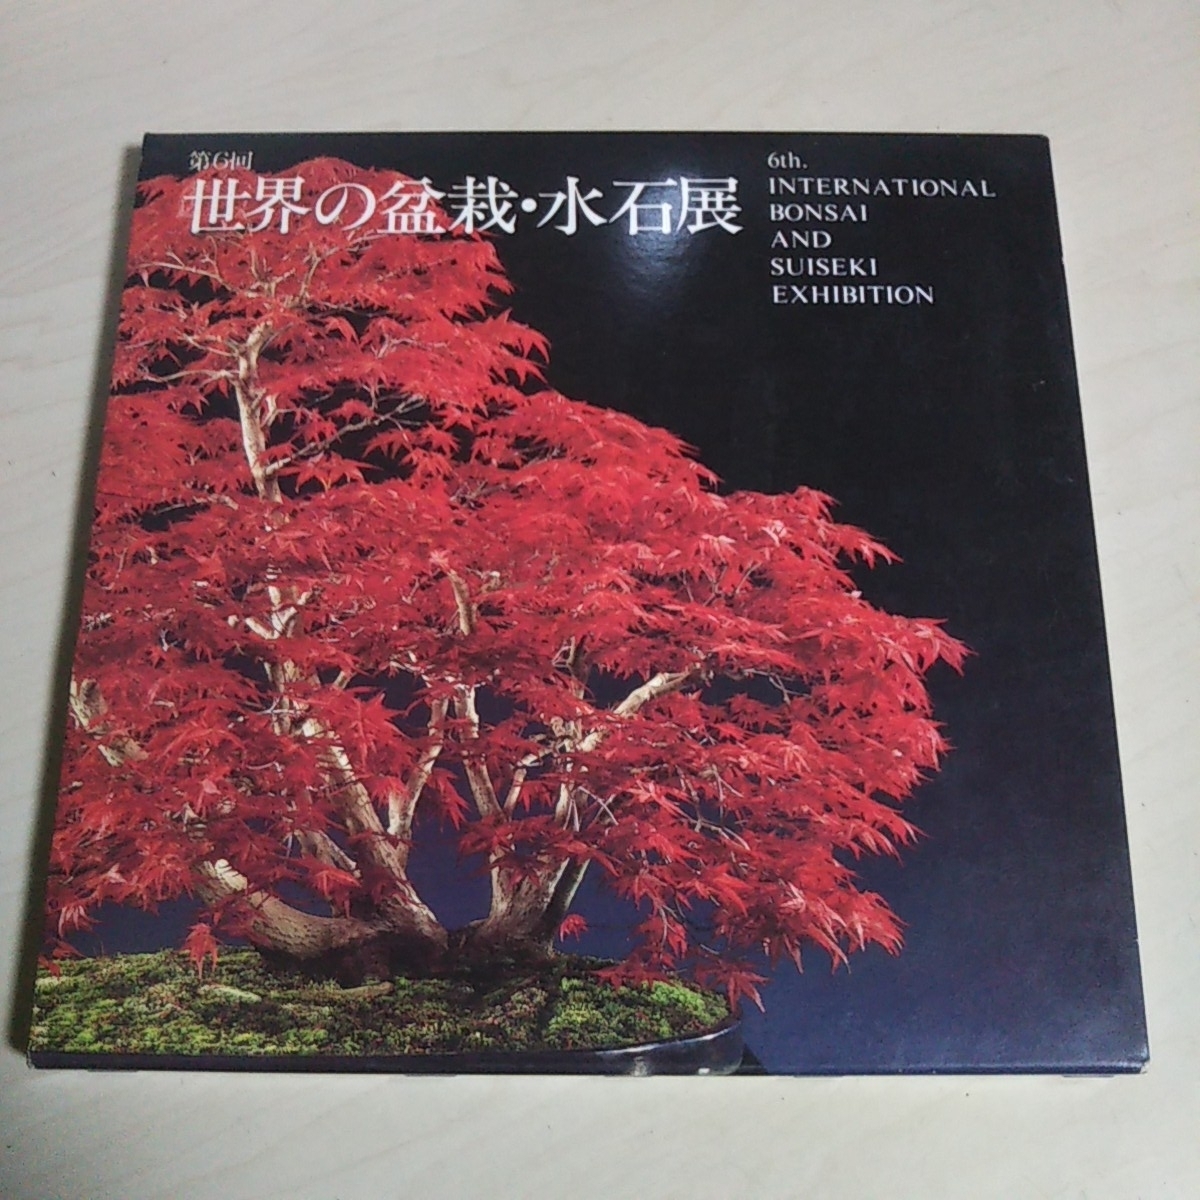 第6回
世界の盆栽・水石展
6th.
INTERNATIONAL
BONSAI
AND
SUISEKI
EXHIBITION